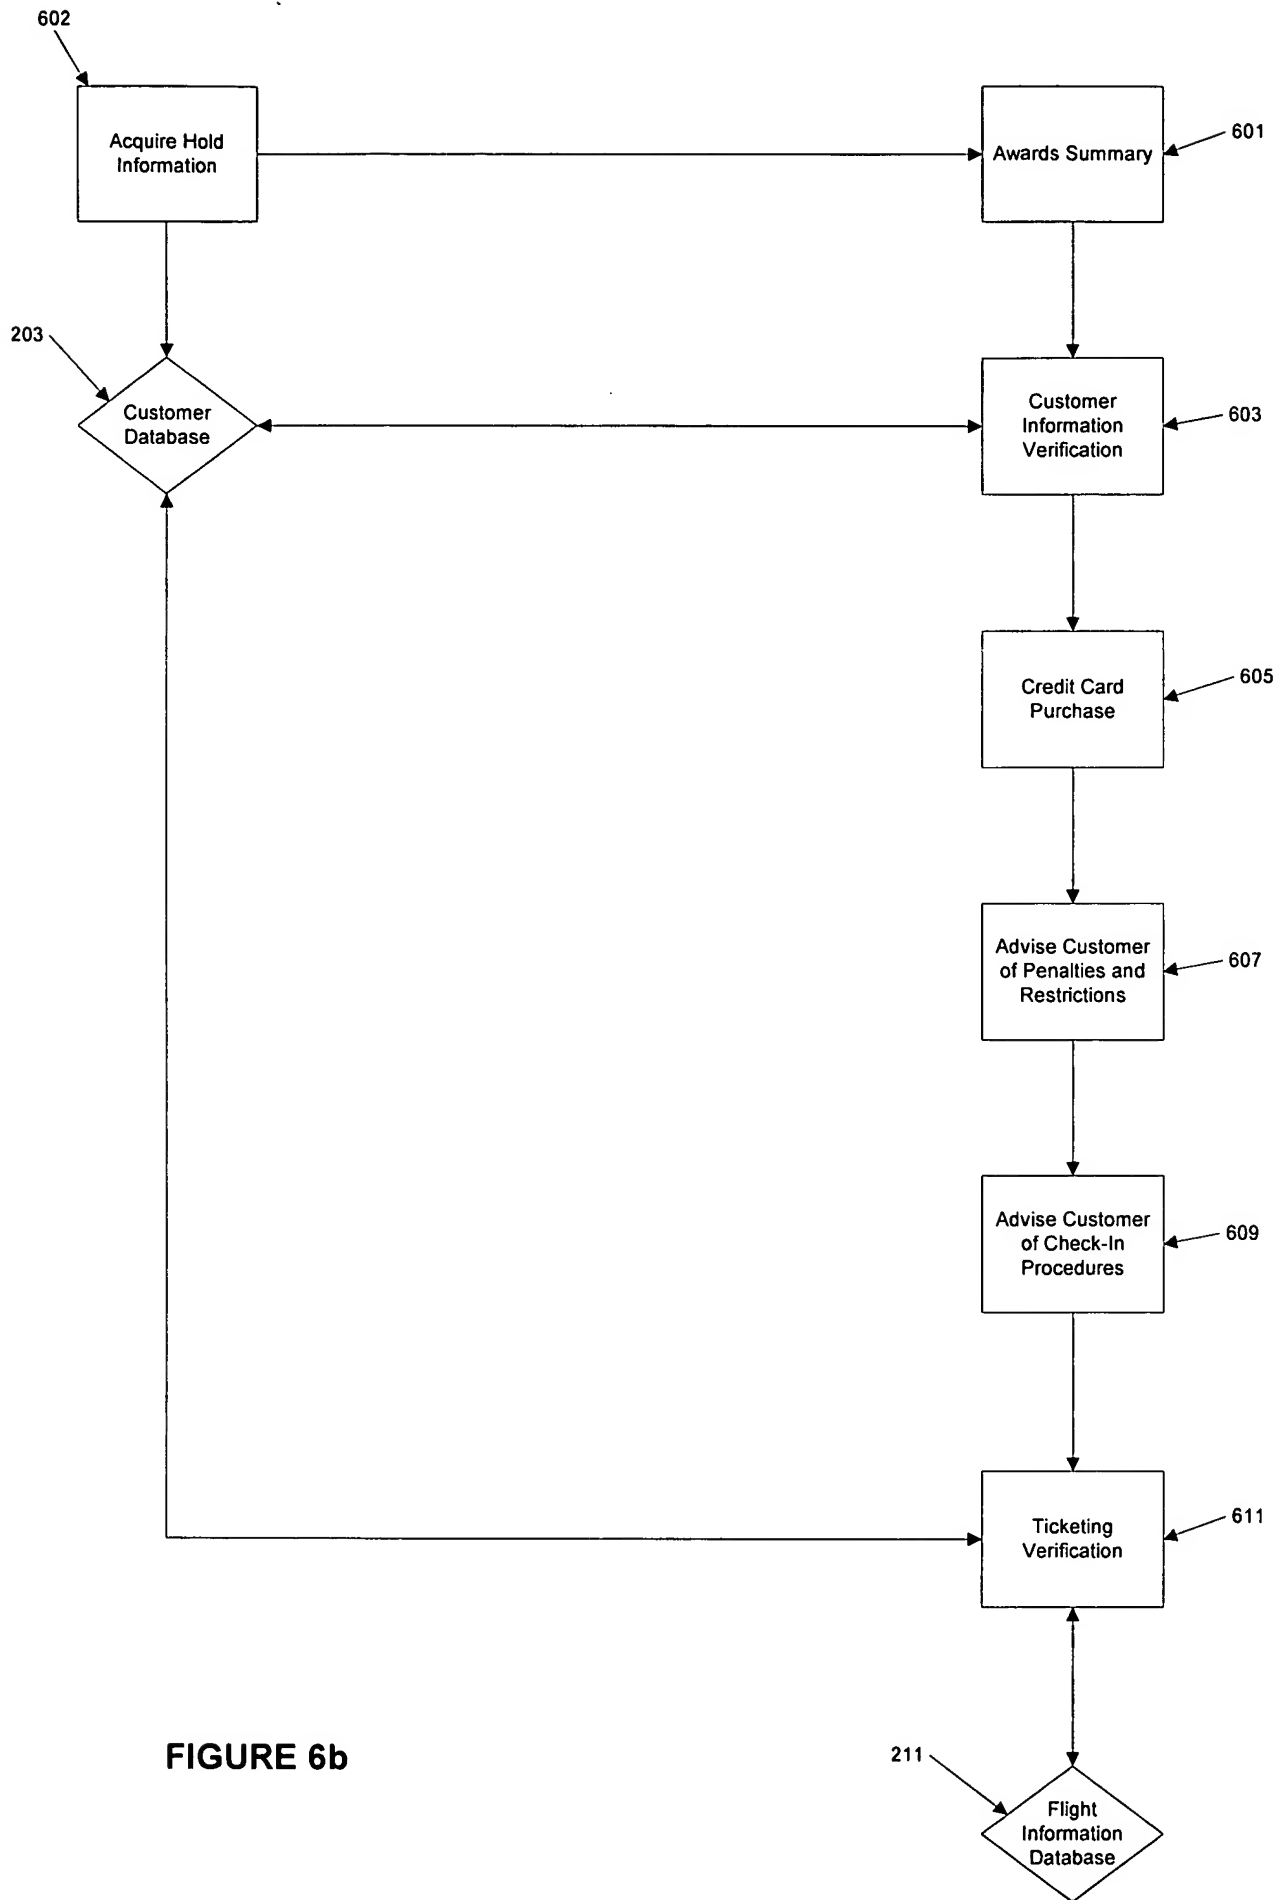 602
Acquire Hold
Information
Awards Summary
601
203
Customer
Database
Customer
Information
Verification
603
Credit Card
Purchase
605
Advise Customer
of Penalties and
Restrictions
607
Advise Customer
of Check-In
Procedures
609
Ticketing
Verification
611
FIGURE 6b
211
Flight
Information
Database